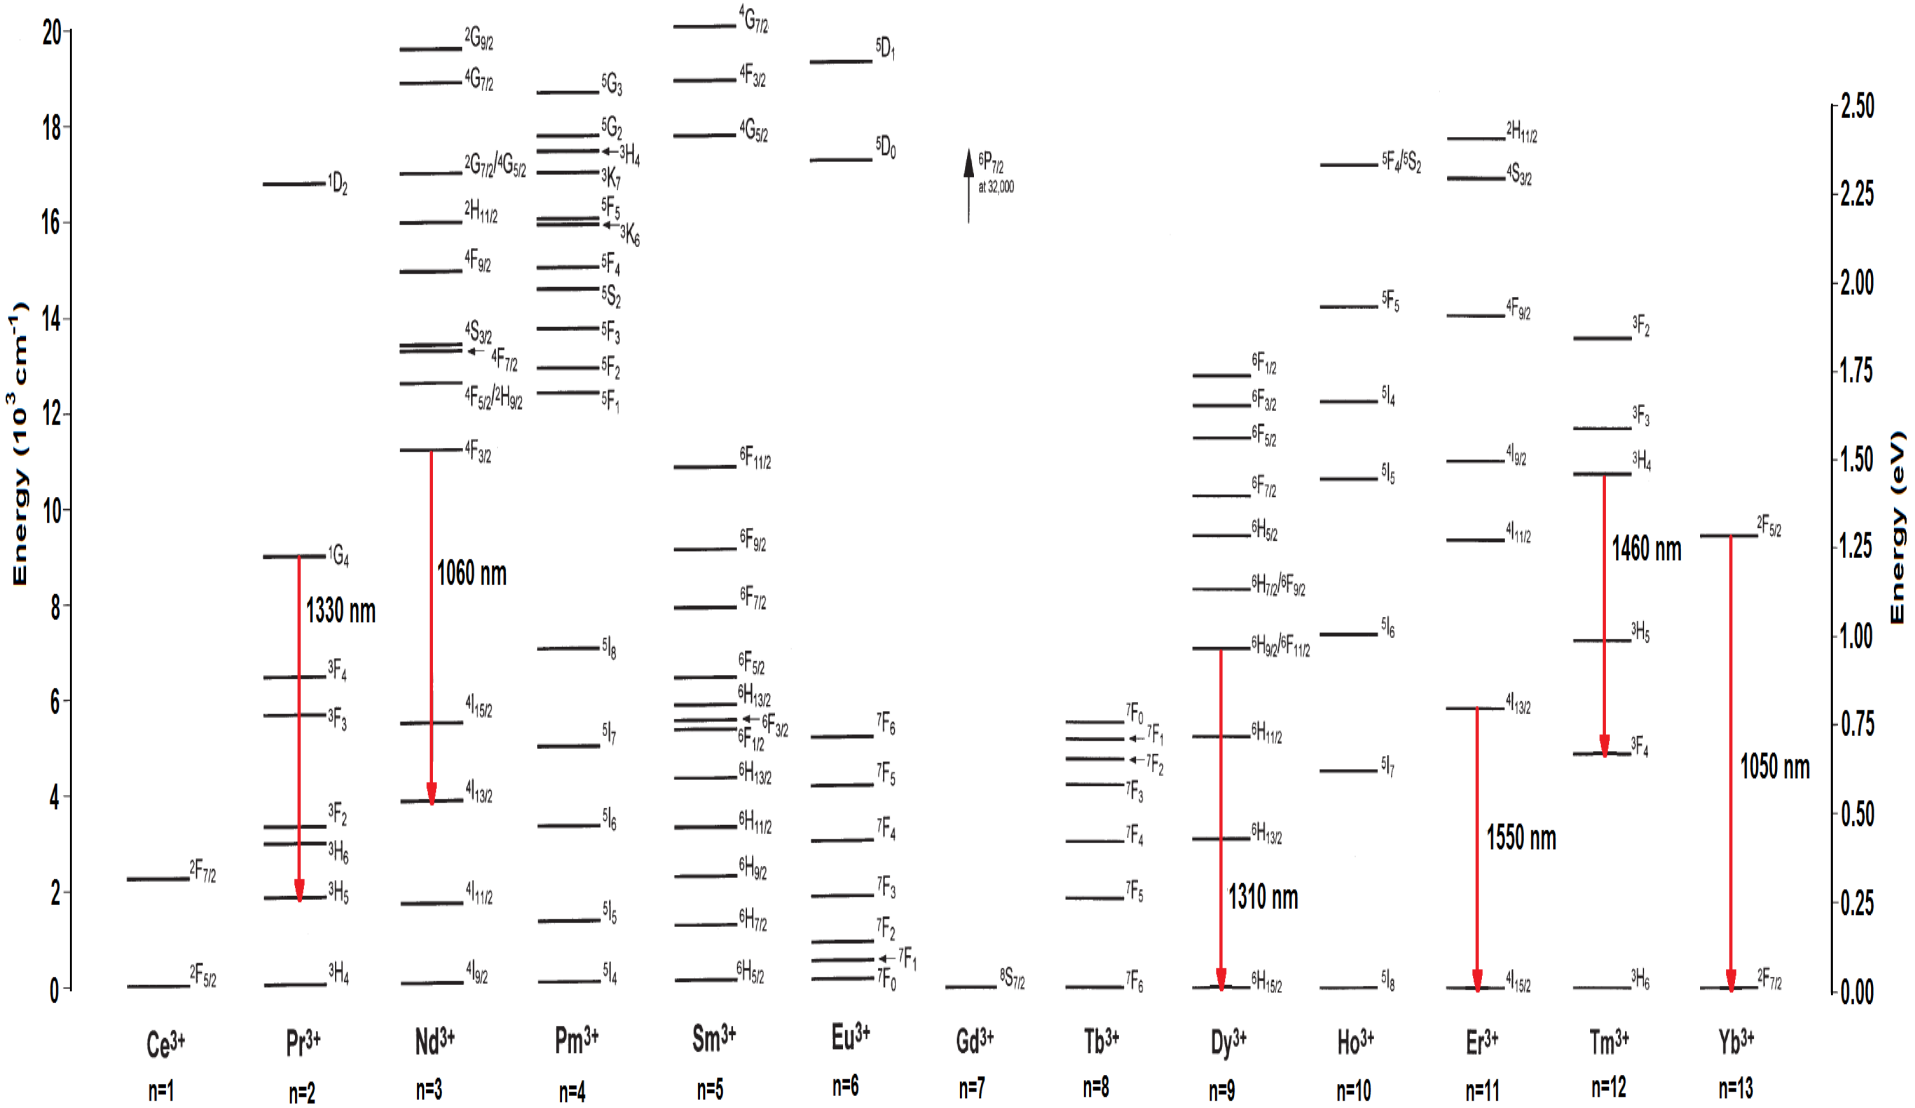 Energy (10³ cm⁻¹)
20
18
16
14
12
10
8
6
4
2
0
²F₇/₂
²F₅/₂
Ce³⁺
n=1
¹D₂
¹G₄
1330 nm
³F₄
³F₃
³F₂
³H₆
³H₅
³H₄
Pr³⁺
n=2
²G₉/₂
⁴G₇/₂
²G₇/₂/⁴G₅/₂
²H₁₁/₂
⁴F₉/₂
⁴S₃/₂
⁴F₇/₂
⁴F₅/₂/²H₉/₂
⁴F₃/₂
1060 nm
⁴I₁₅/₂
⁴I₁₃/₂
⁴I₁₁/₂
⁴I₉/₂
Nd³⁺
n=3
⁵G₃
⁵G₂
³H₄
³K₇
⁵F₅
³K₆
⁵F₄
⁵S₂
⁵F₃
⁵F₂
⁵F₁
⁵I₈
⁵I₇
⁵I₆
⁵I₅
⁵I₄
Pm³⁺
n=4
⁴G₇/₂
⁴F₃/₂
⁴G₅/₂
⁶F₁₁/₂
⁶F₉/₂
⁶F₇/₂
⁶F₅/₂
⁶H₁₃/₂
⁶F₃/₂
⁶F₁/₂
⁶H₁₃/₂
⁶H₁₁/₂
⁶H₉/₂
⁶H₇/₂
⁶H₅/₂
Sm³⁺
n=5
⁵D₁
⁵D₀
⁷F₆
⁷F₅
⁷F₄
⁷F₃
⁷F₂
⁷F₁
⁷F₀
Eu³⁺
n=6
⁶P₇/₂
at 32,000
⁸S₇/₂
Gd³⁺
n=7
⁷F₀
⁷F₁
⁷F₂
⁷F₃
⁷F₄
⁷F₅
⁷F₆
Tb³⁺
n=8
⁶F₁/₂
⁶F₃/₂
⁶F₅/₂
⁶F₇/₂
⁶H₅/₂
⁶H₇/₂/⁶F₉/₂
⁶H₉/₂/⁶F₁₁/₂
⁶H₁₁/₂
⁶H₁₃/₂
1310 nm
⁶H₁₅/₂
Dy³⁺
n=9
⁵F₄/⁵S₂
⁵F₅
⁵I₄
⁵I₅
⁵I₆
⁵I₇
⁵I₈
Ho³⁺
n=10
²H₁₁/₂
⁴S₃/₂
⁴F₉/₂
⁴I₉/₂
⁴I₁₁/₂
⁴I₁₃/₂
1550 nm
⁴I₁₅/₂
Er³⁺
n=11
³F₂
³F₃
³H₄
1460 nm
³H₅
³F₄
³H₆
Tm³⁺
n=12
²F₅/₂
1050 nm
²F₇/₂
Yb³⁺
n=13
2.50
2.25
2.00
1.75
1.50
1.25
1.00
0.75
0.50
0.25
0.00
Energy (eV)